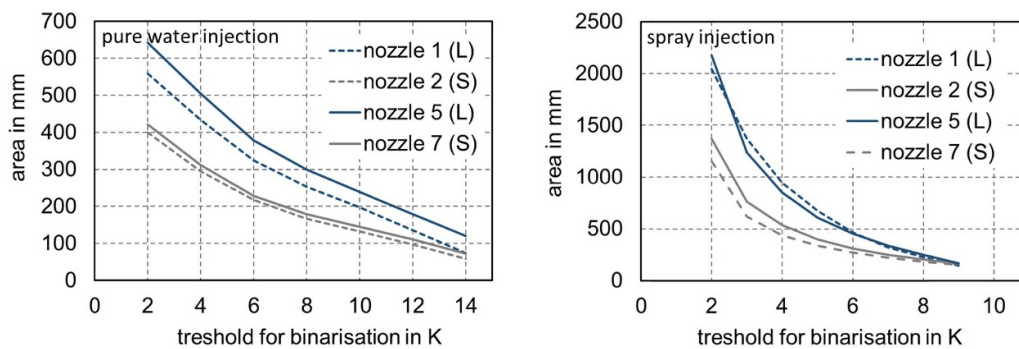 700
600
500
400
300
200
100
0
area in mm
pure water injection
nozzle 1 (L)
nozzle 2 (S)
nozzle 5 (L)
nozzle 7 (S)
0 2 4 6 8 10 12 14
treshold for binarisation in K
2500
2000
1500
1000
500
0
area in mm
spray injection
nozzle 1 (L)
nozzle 2 (S)
nozzle 5 (L)
nozzle 7 (S)
0 2 4 6 8 10
treshold for binarisation in K